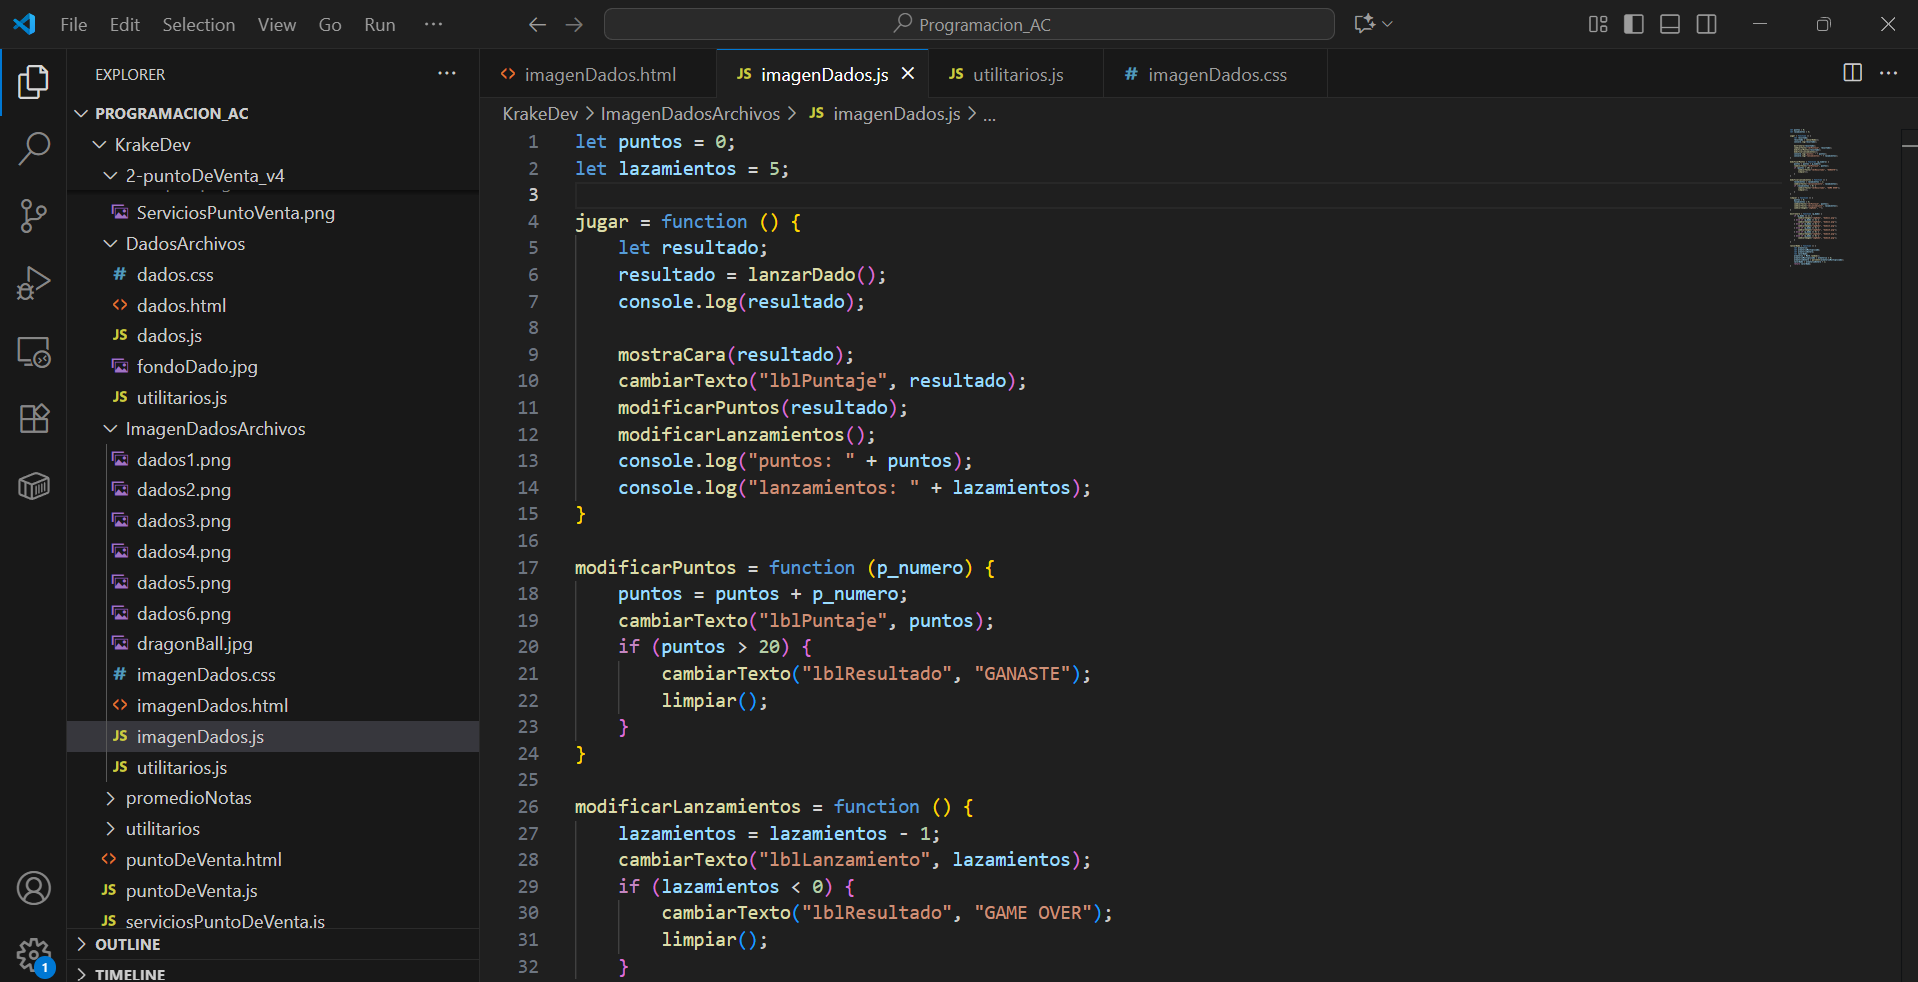 File Edit Selection View Go Run ···
Programacion_AC
EXPLORER
PROGRAMACION_AC
KrakeDev
2-puntoDeVenta_v4
ServiciosPuntoVenta.png
DadosArchivos
dados.css
dados.html
dados.js
fondoDado.jpg
utilitarios.js
ImagenDadosArchivos
dados1.png
dados2.png
dados3.png
dados4.png
dados5.png
dados6.png
dragonBall.jpg
imagenDados.css
imagenDados.html
imagenDados.js
utilitarios.js
promedioNotas
utilitarios
puntoDeVenta.html
puntoDeVenta.js
serviciosPuntoDeVenta.js
OUTLINE
TIMELINE
1
imagenDados.html JS imagenDados.js JS utilitarios.js # imagenDados.css
KrakeDev > ImagenDadosArchivos > JS imagenDados.js > ...
1 let puntos = 0;
2 let lazamientos = 5;
3
4 jugar = function () {
5 let resultado;
6 resultado = lanzarDado();
7 console.log(resultado);
8
9 mostraCara(resultado);
10 cambiarTexto("lblPuntaje", resultado);
11 modificarPuntos(resultado);
12 modificarLanzamientos();
13 console.log("puntos: " + puntos);
14 console.log("lanzamientos: " + lazamientos);
15 }
16
17 modificarPuntos = function (p_numero) {
18 puntos = puntos + p_numero;
19 cambiarTexto("lblPuntaje", puntos);
20 if (puntos > 20) {
21 cambiarTexto("lblResultado", "GANASTE");
22 limpiar();
23 }
24 }
25
26 modificarLanzamientos = function () {
27 lazamientos = lazamientos - 1;
28 cambiarTexto("lblLanzamiento", lazamientos);
29 if (lazamientos < 0) {
30 cambiarTexto("lblResultado", "GAME OVER");
31 limpiar();
32 }